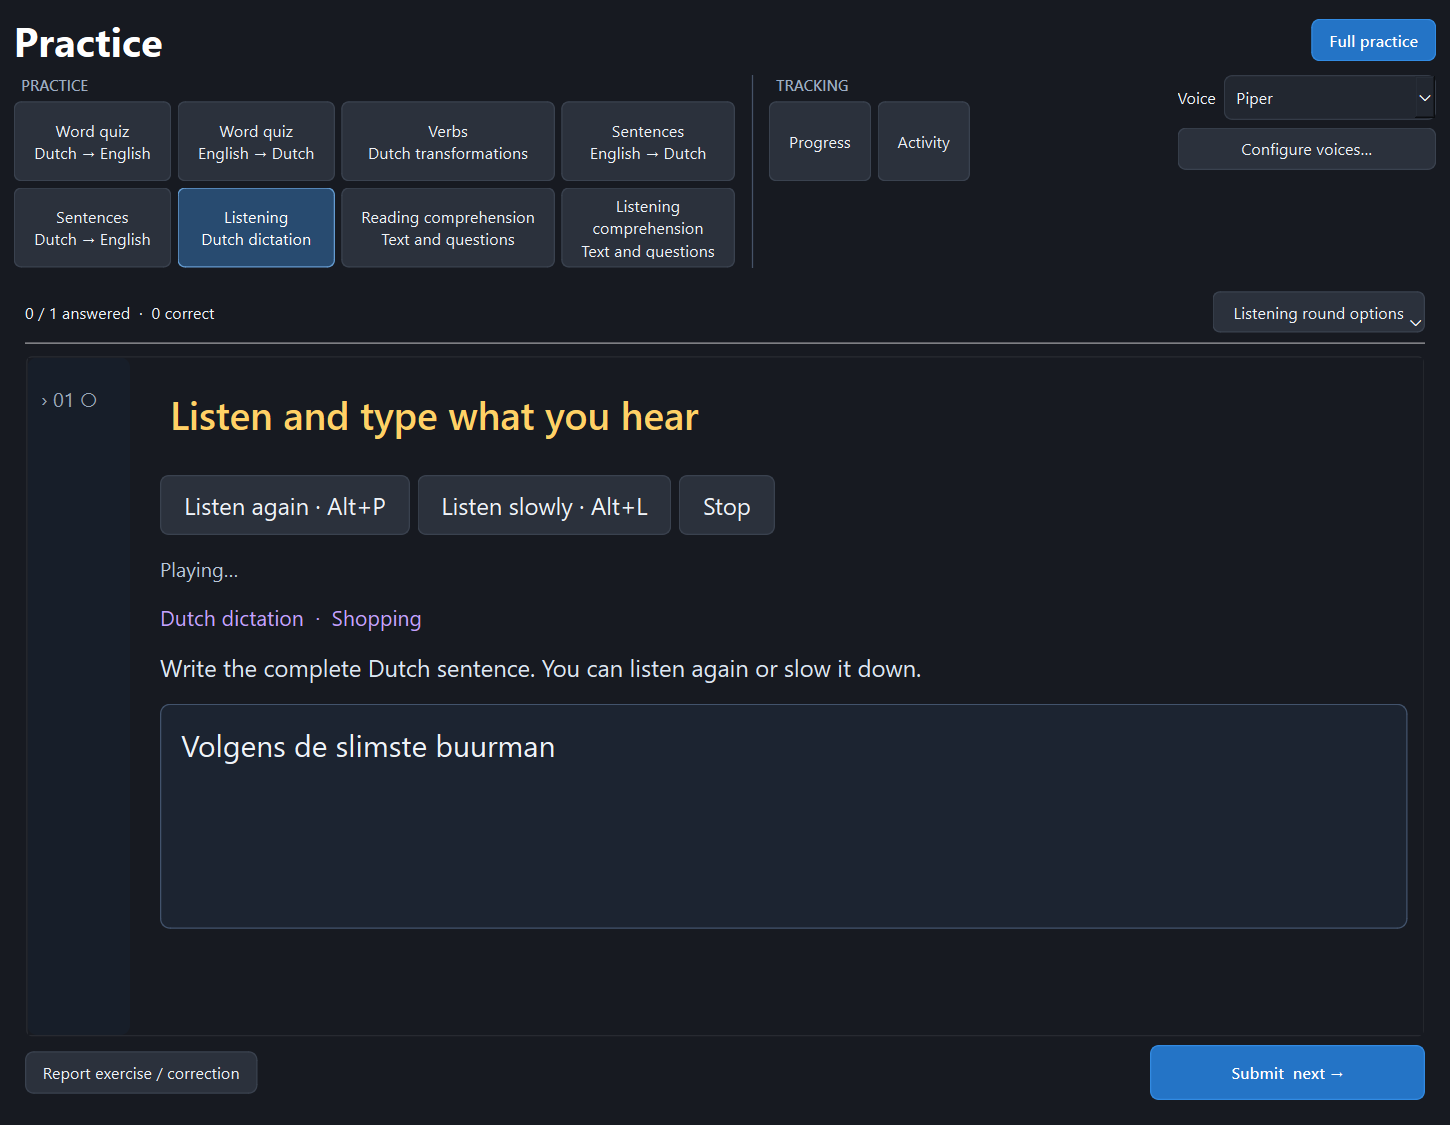 Practice
Full practice
PRACTICE
TRACKING
Voice
Piper
Configure voices...
Word quiz
Dutch → English
Word quiz
English → Dutch
Verbs
Dutch transformations
Sentences
English → Dutch
Progress
Activity
Sentences
Dutch → English
Listening
Dutch dictation
Reading comprehension
Text and questions
Listening
comprehension
Text and questions
0 / 1 answered · 0 correct
Listening round options
› 01 ○
Listen and type what you hear
Listen again · Alt+P
Listen slowly · Alt+L
Stop
Playing...
Dutch dictation · Shopping
Write the complete Dutch sentence. You can listen again or slow it down.
Volgens de slimste buurman
Report exercise / correction
Submit next →